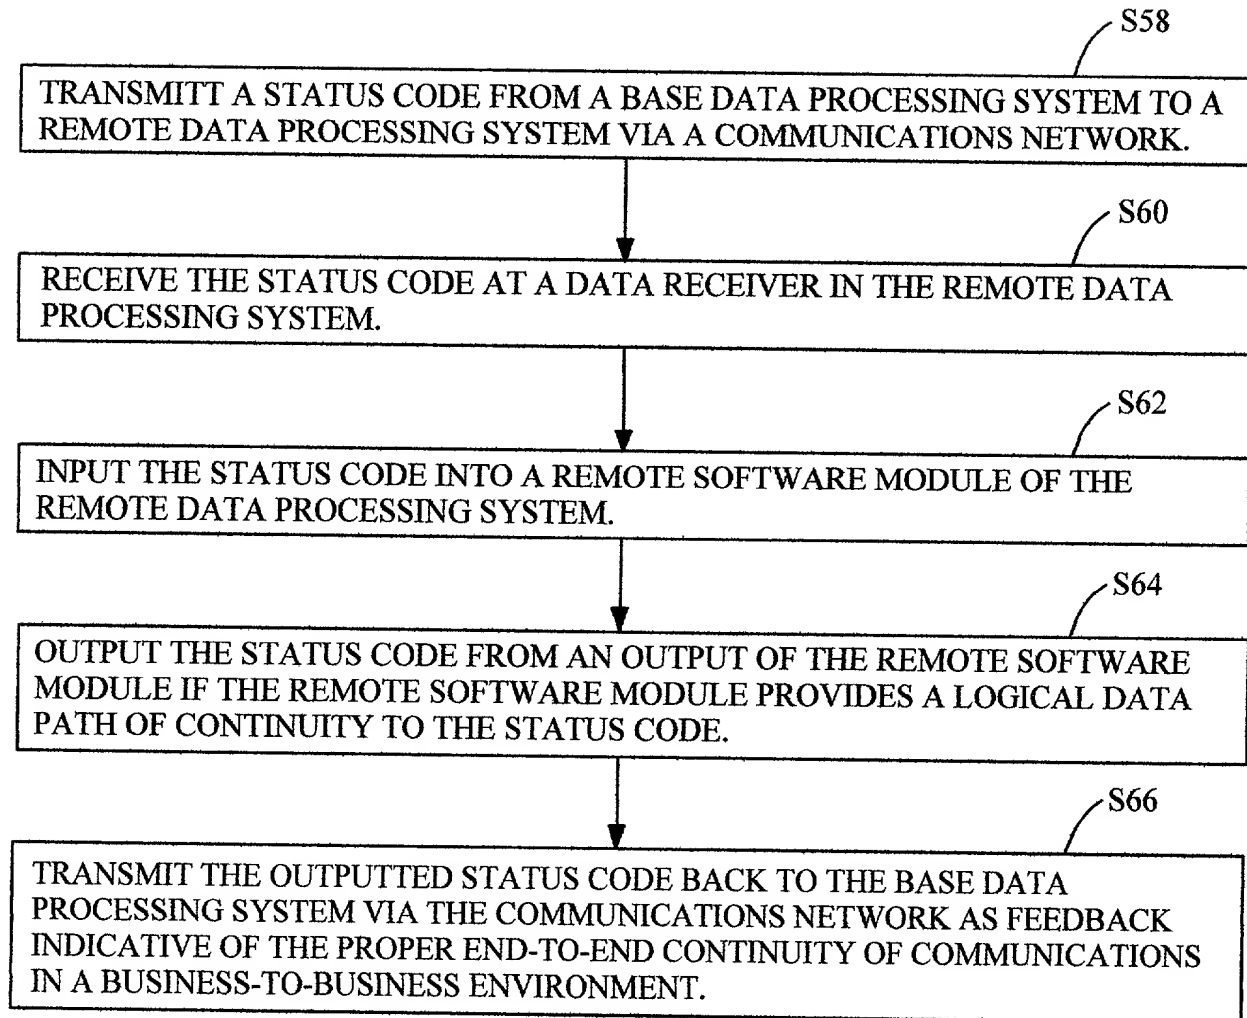 S58
TRANSMITT A STATUS CODE FROM A BASE DATA PROCESSING SYSTEM TO A
REMOTE DATA PROCESSING SYSTEM VIA A COMMUNICATIONS NETWORK.
S60
RECEIVE THE STATUS CODE AT A DATA RECEIVER IN THE REMOTE DATA
PROCESSING SYSTEM.
S62
INPUT THE STATUS CODE INTO A REMOTE SOFTWARE MODULE OF THE
REMOTE DATA PROCESSING SYSTEM.
S64
OUTPUT THE STATUS CODE FROM AN OUTPUT OF THE REMOTE SOFTWARE
MODULE IF THE REMOTE SOFTWARE MODULE PROVIDES A LOGICAL DATA
PATH OF CONTINUITY TO THE STATUS CODE.
S66
TRANSMIT THE OUTPUTTED STATUS CODE BACK TO THE BASE DATA
PROCESSING SYSTEM VIA THE COMMUNICATIONS NETWORK AS FEEDBACK
INDICATIVE OF THE PROPER END-TO-END CONTINUITY OF COMMUNICATIONS
IN A BUSINESS-TO-BUSINESS ENVIRONMENT.